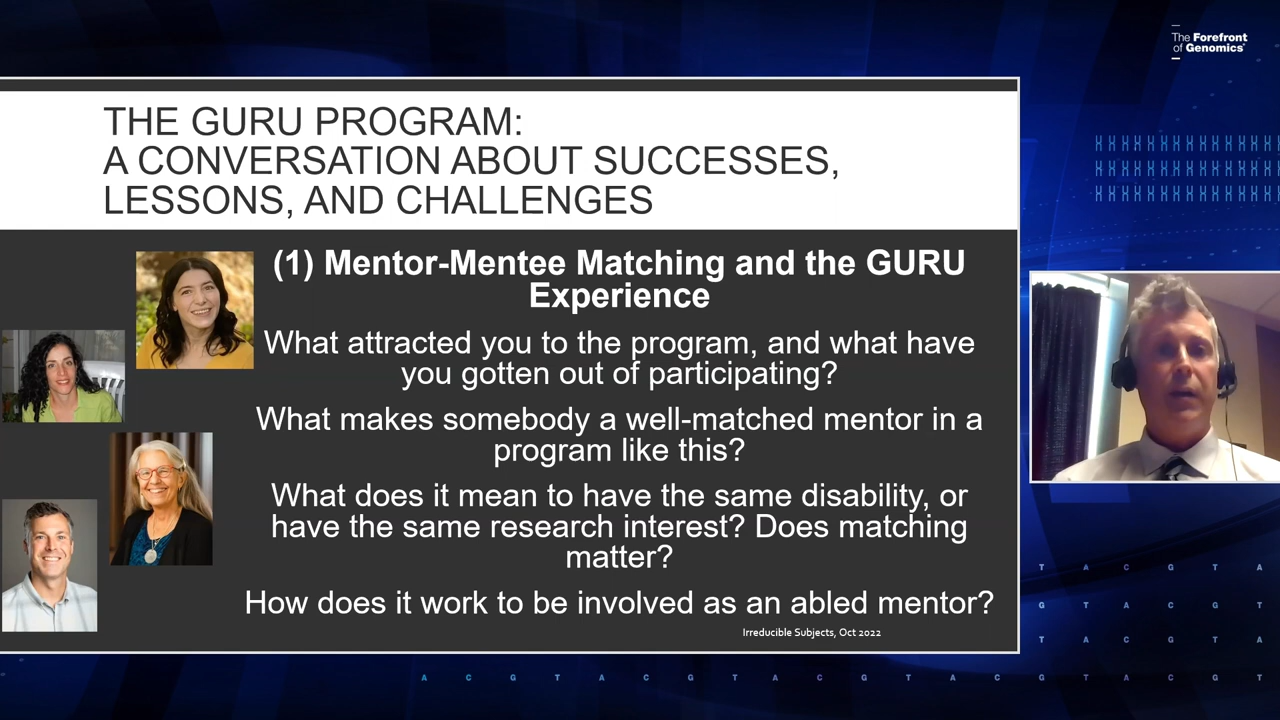 The Forefront
of Genomics
THE GURU PROGRAM:
A CONVERSATION ABOUT SUCCESSES,
LESSONS, AND CHALLENGES
(1) Mentor-Mentee Matching and the GURU
Experience
What attracted you to the program, and what have
you gotten out of participating?
What makes somebody a well-matched mentor in a
program like this?
What does it mean to have the same disability, or
have the same research interest? Does matching
matter?
How does it work to be involved as an abled mentor?
Irreducible Subjects, Oct 2022
T A C G T A
G T A C G T
T A C G T A
A C G T A C G T A C G T A C G T A C G T